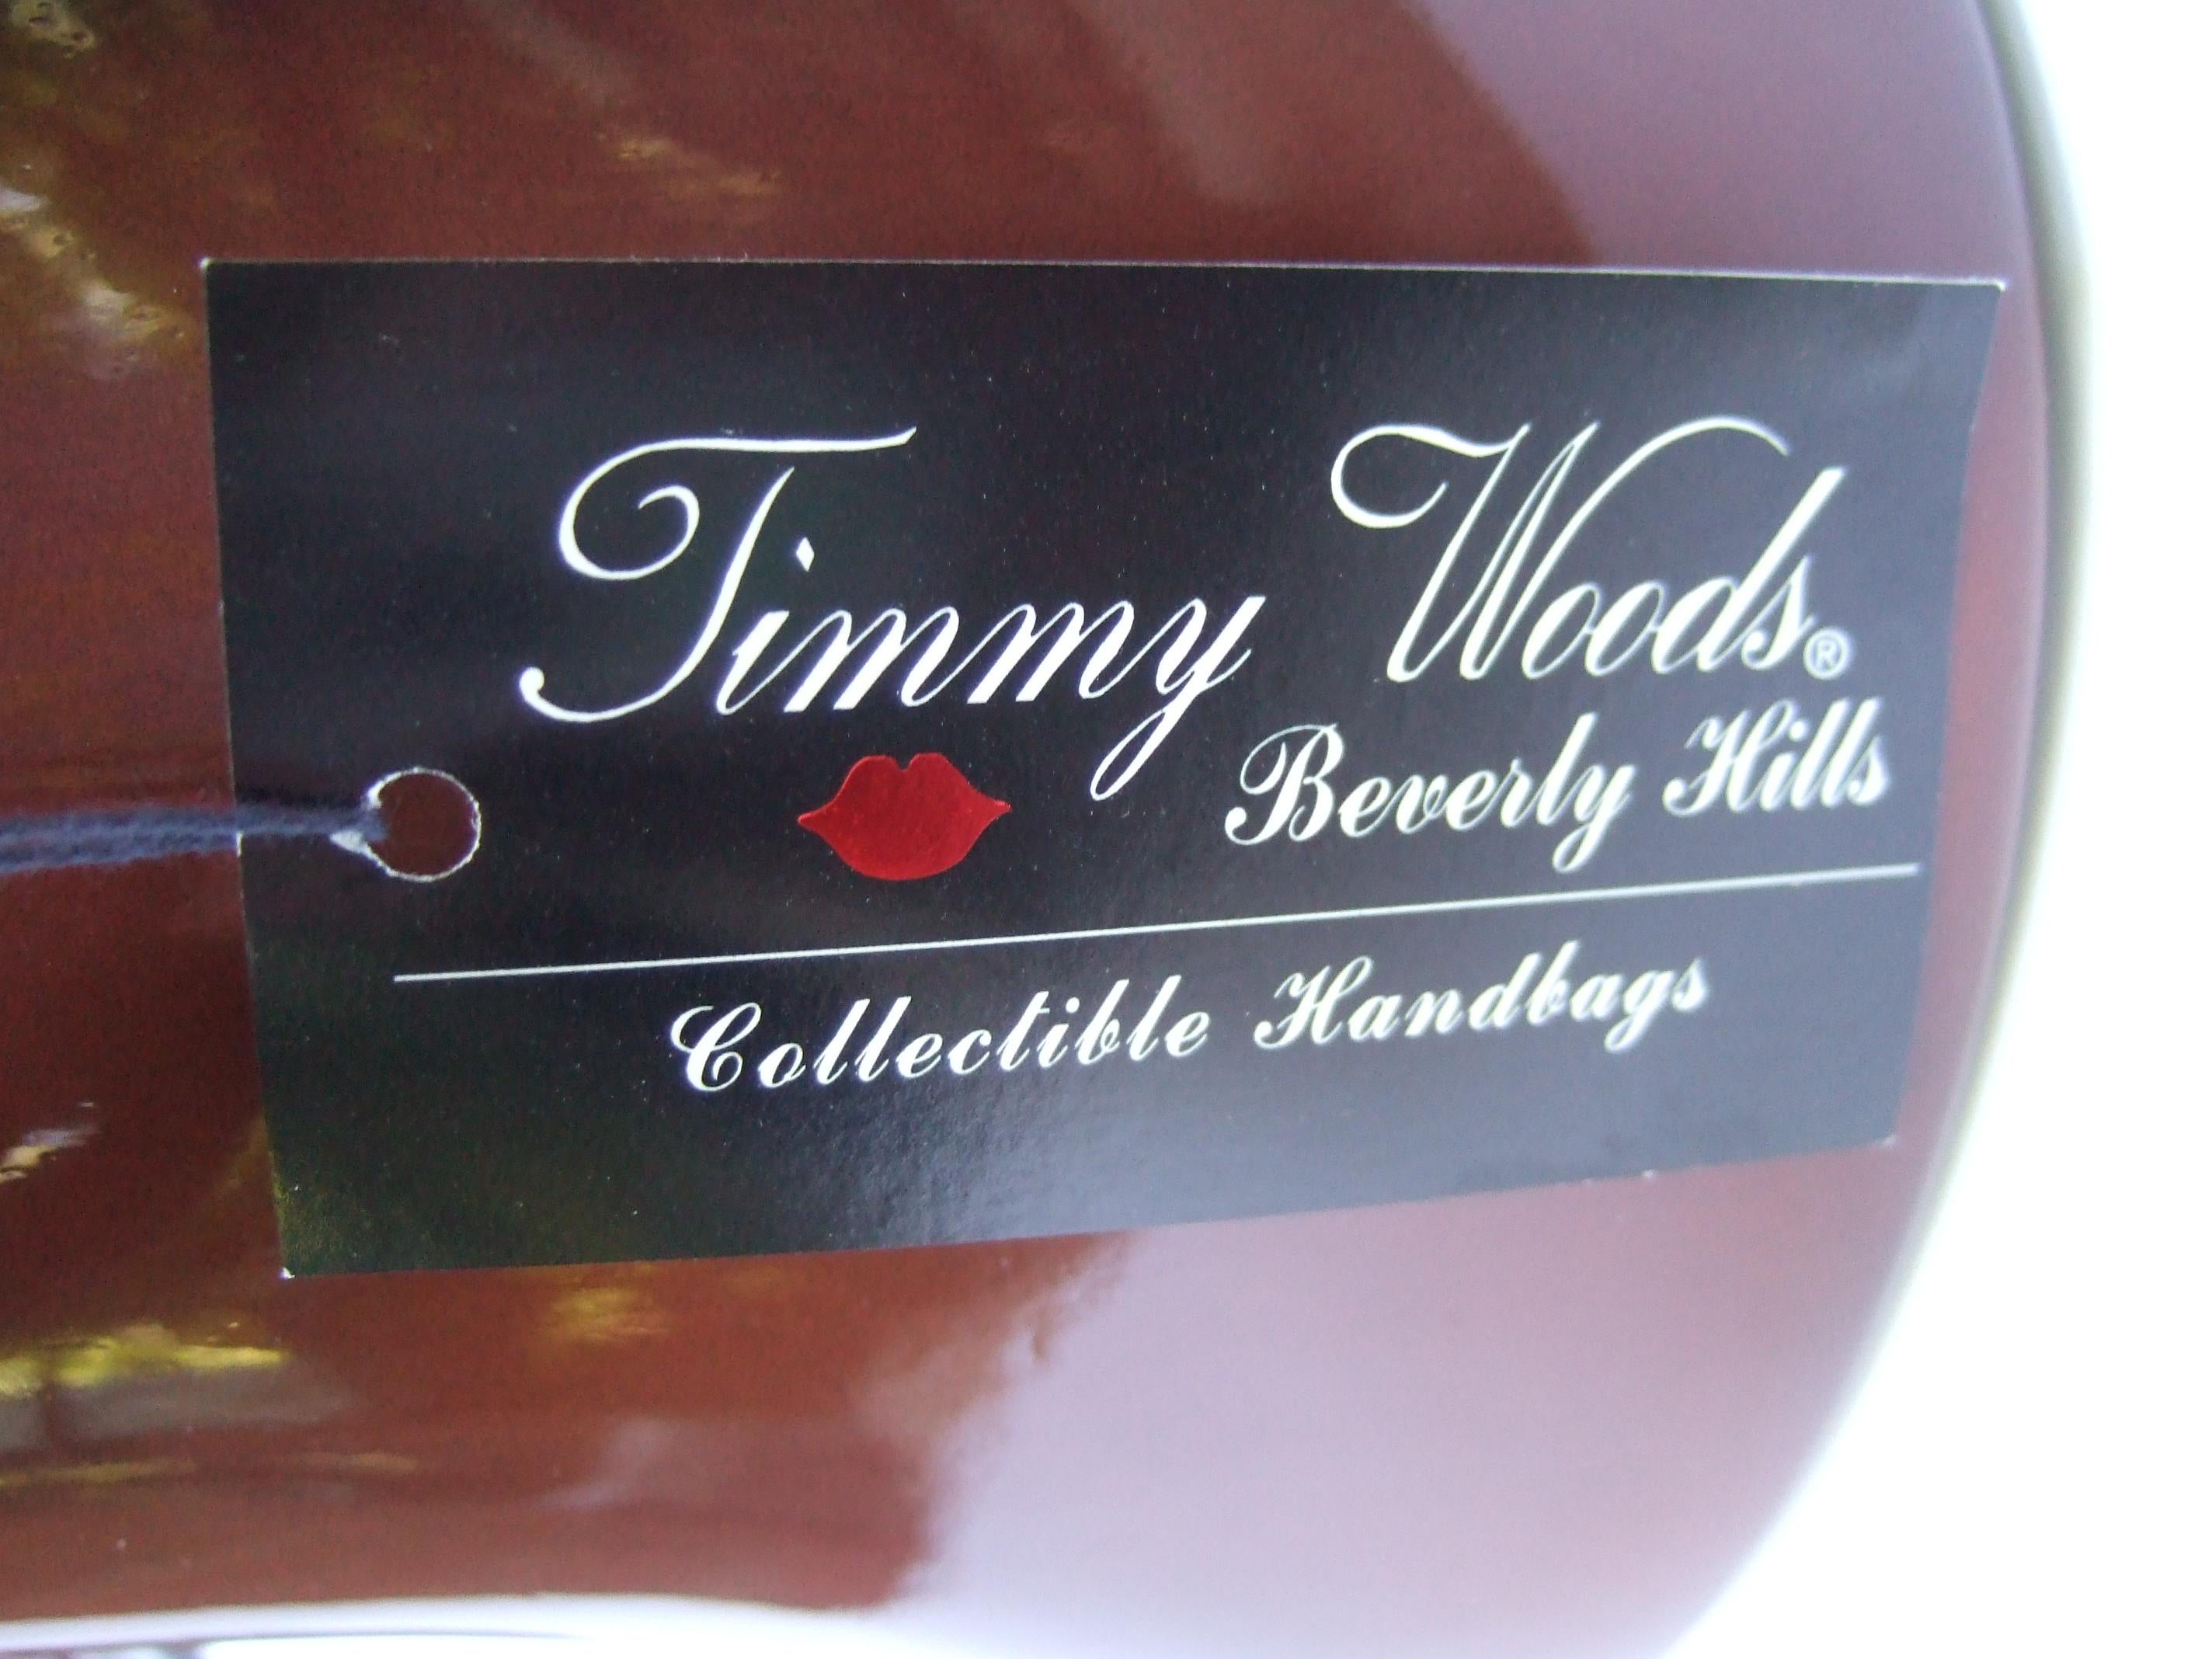 Timmy Woods®
Beverly Hills
Collectible Handbags